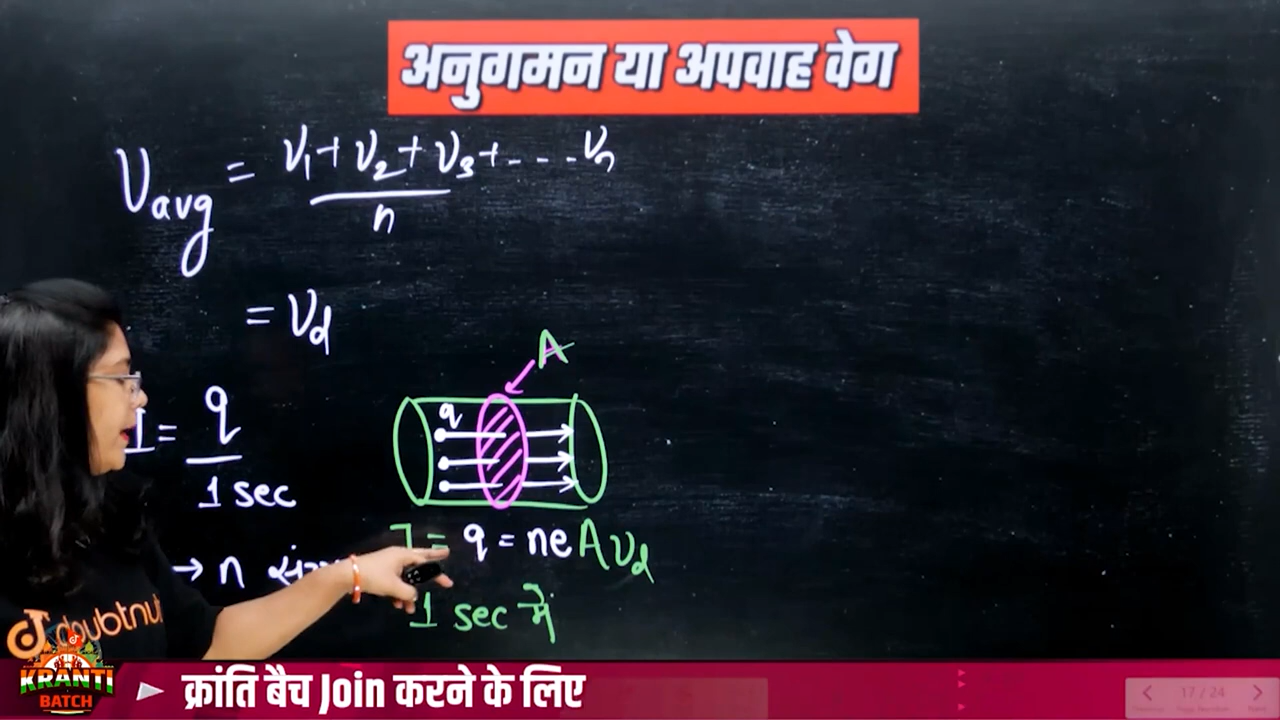 अनुगमन या अपवाह वेग
Vavg = V1 + V2 + V3 + - - - Vn
n
= Vd
A
I = q
1 sec
q
I = q = neAVd
→ n
1 sec में
doubtnut
KRANTI
BATCH
क्रांति बैच Join करने के लिए
17 / 24